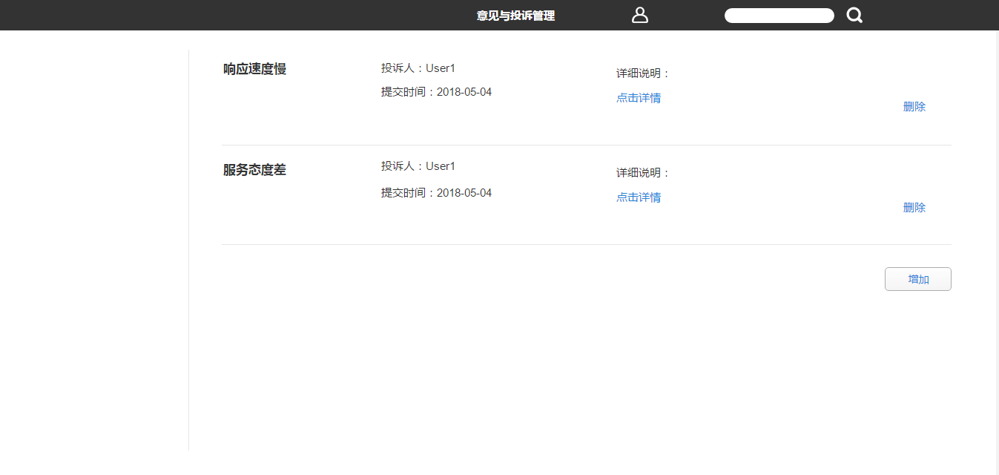 意见与投诉管理
响应速度慢
投诉人：User1
提交时间：2018-05-04
详细说明：
点击详情
删除
服务态度差
投诉人：User1
提交时间：2018-05-04
详细说明：
点击详情
删除
增加